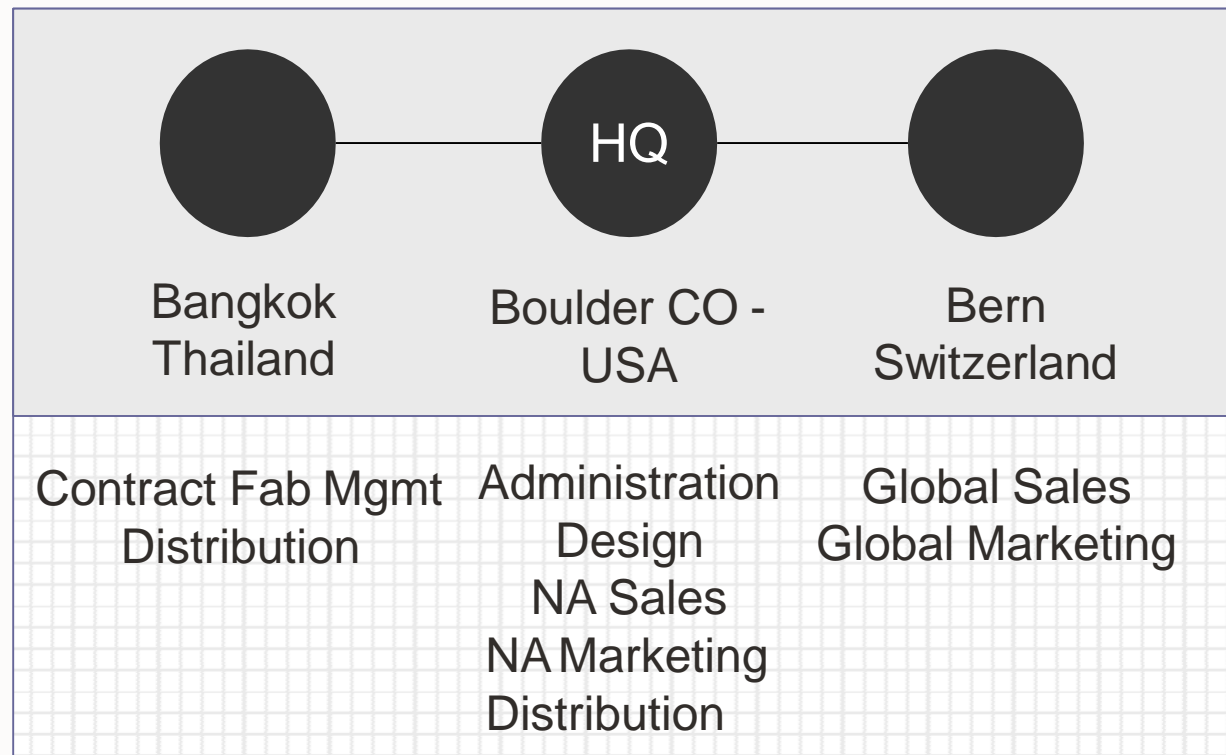 HQ
Bangkok
Thailand
Boulder CO -
USA
Bern
Switzerland
Contract Fab Mgmt
Distribution
Administration
Design
NA Sales
NA Marketing
Distribution
Global Sales
Global Marketing